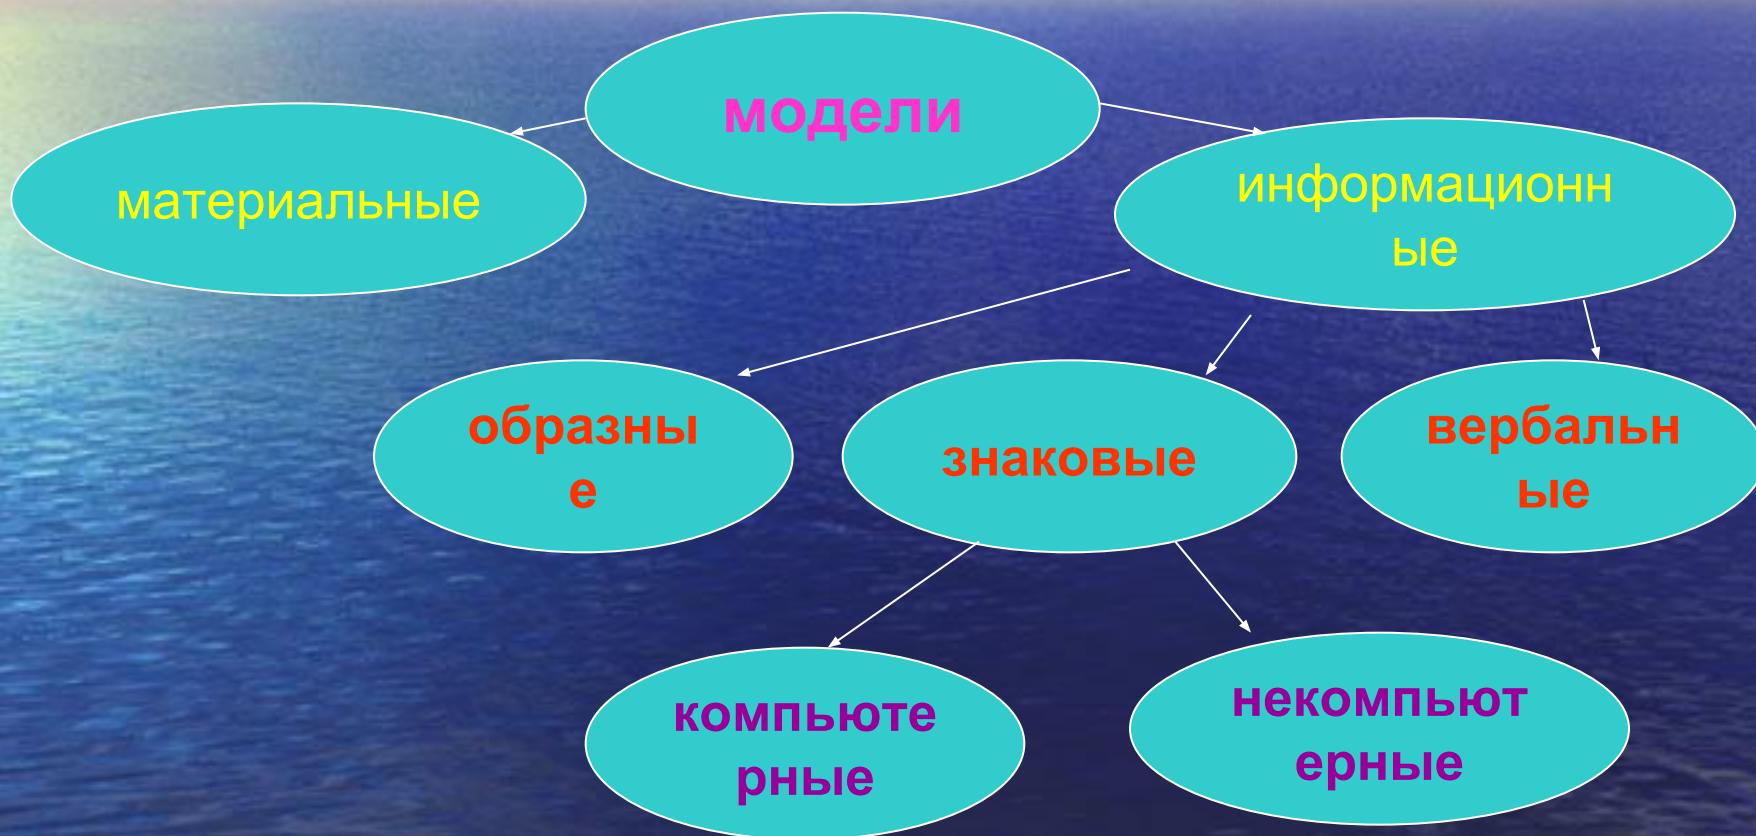 модели
материальные
информационн
ые
образны
е
знаковые
вербальн
ые
компьюте
рные
некомпьют
ерные